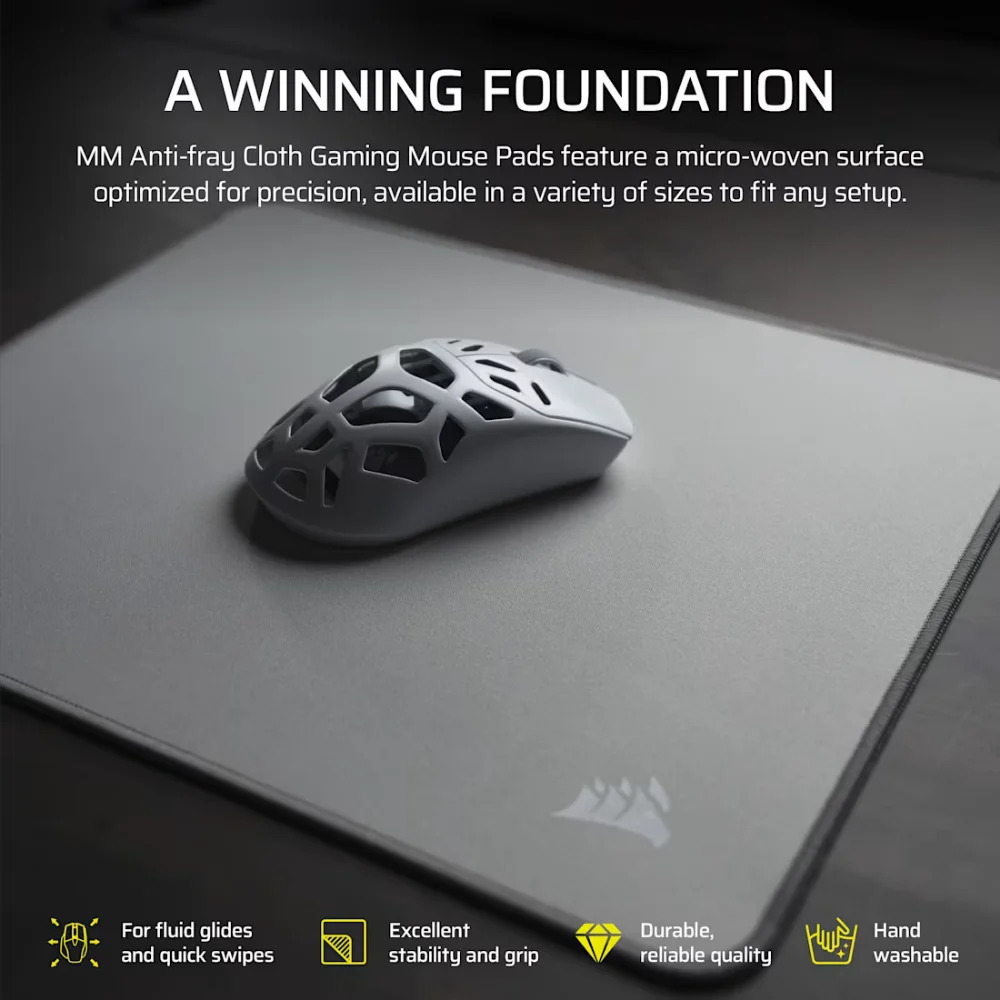 A WINNING FOUNDATION
MM Anti-fray Cloth Gaming Mouse Pads feature a micro-woven surface
optimized for precision, available in a variety of sizes to fit any setup.
For fluid glides
and quick swipes
Excellent
stability and grip
Durable,
reliable quality
Hand
washable